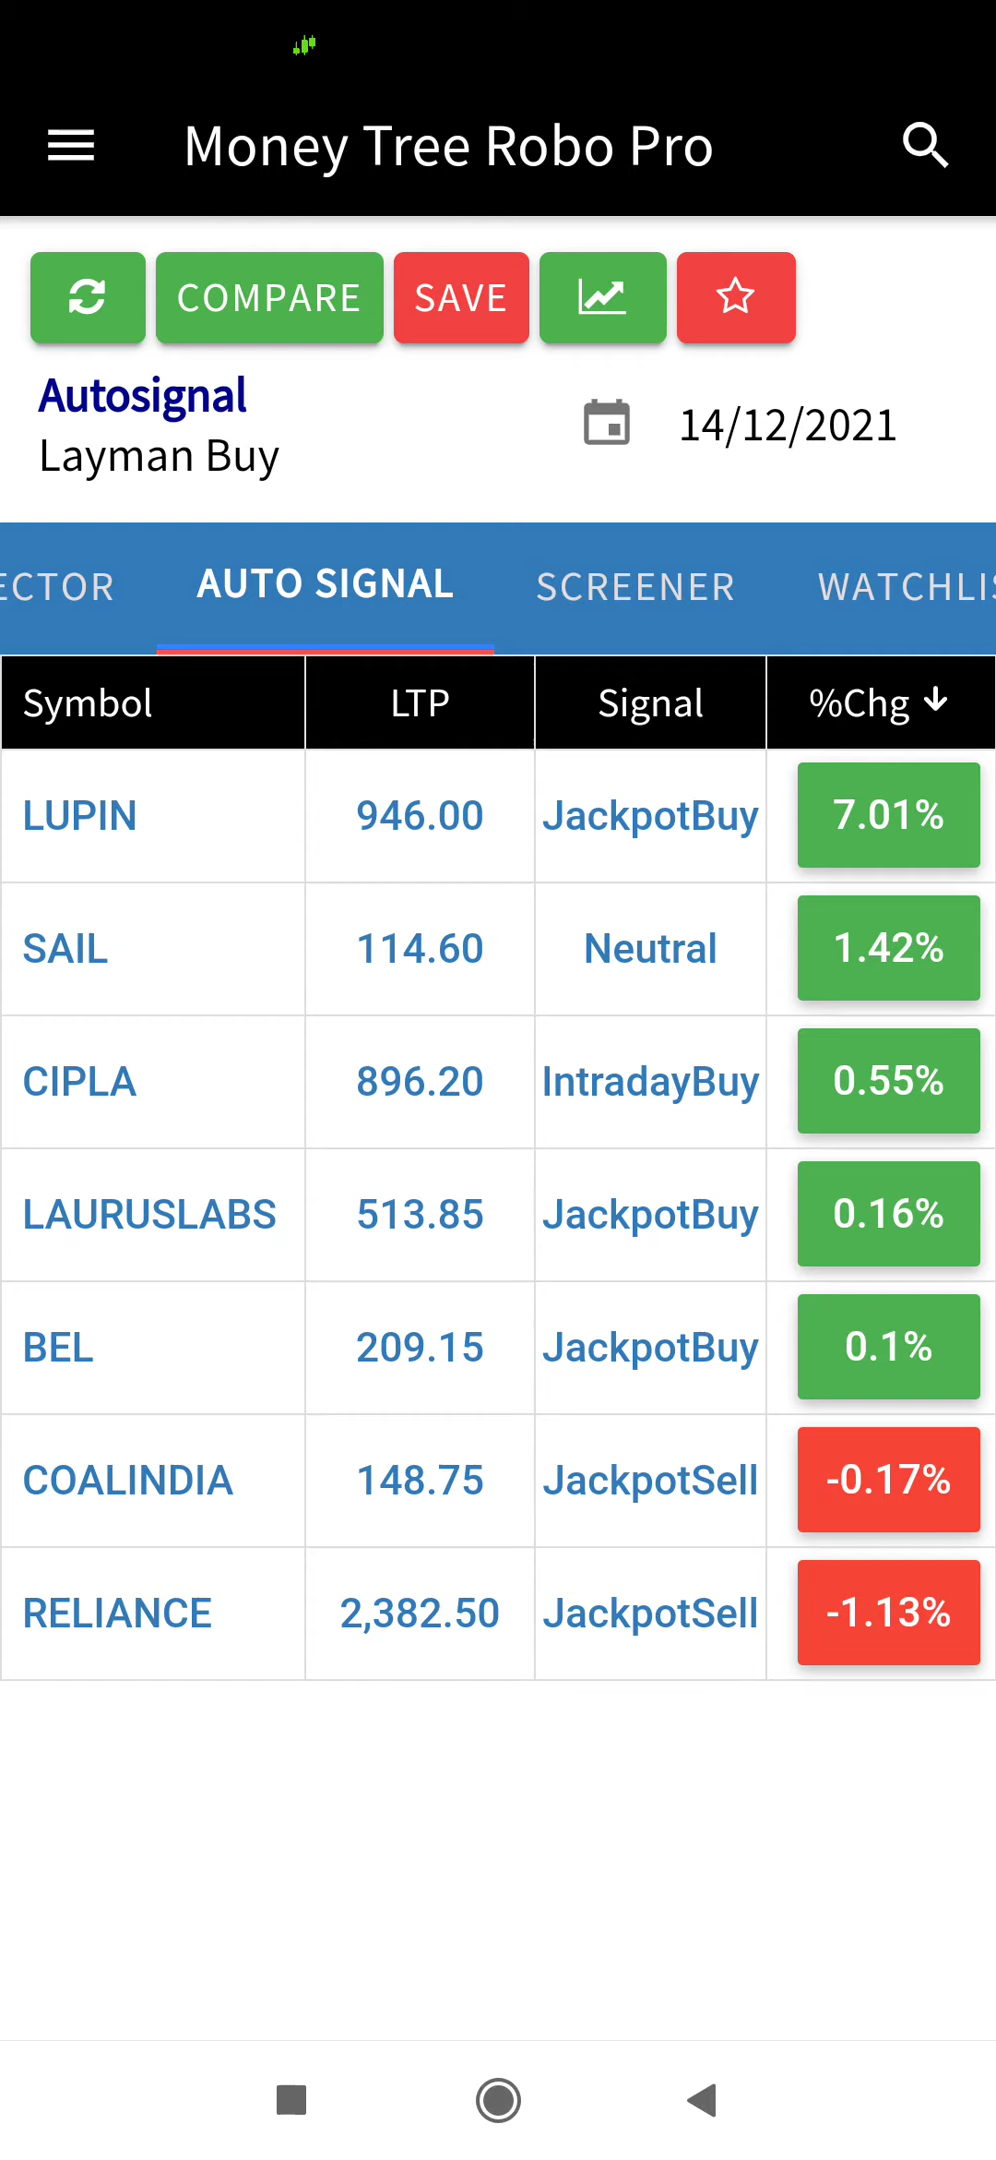 Money Tree Robo Pro
COMPARE SAVE
Autosignal
Layman Buy
14/12/2021
ECTOR AUTO SIGNAL SCREENER WATCHLIS
Symbol LTP Signal %Chg
LUPIN 946.00 JackpotBuy 7.01%
SAIL 114.60 Neutral 1.42%
CIPLA 896.20 IntradayBuy 0.55%
LAURUSLABS 513.85 JackpotBuy 0.16%
BEL 209.15 JackpotBuy 0.1%
COALINDIA 148.75 JackpotSell -0.17%
RELIANCE 2,382.50 JackpotSell -1.13%